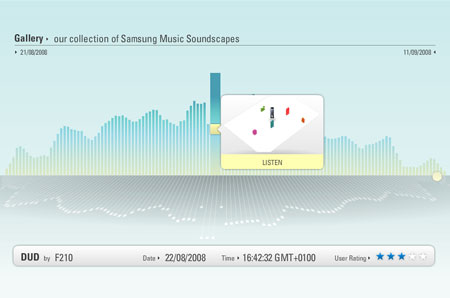 Gallery › our collection of Samsung Music Soundscapes
21/08/2008 11/09/2008
LISTEN
DUD by F210 Date › 22/08/2008 Time › 16:42:32 GMT+0100 User Rating ›